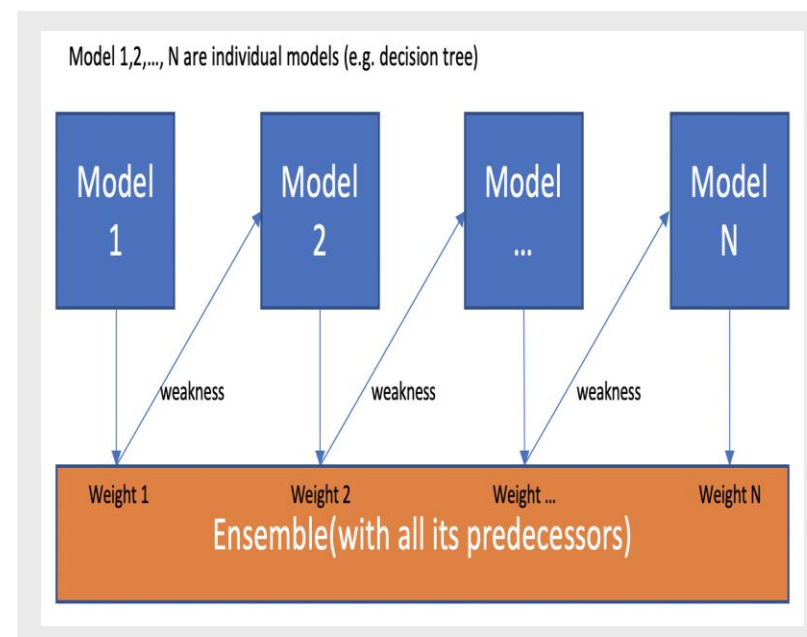 Model 1,2,..., N are individual models (e.g. decision tree)
Model
1
Model
2
Model
...
Model
N
weakness
weakness
weakness
Weight 1
Weight 2
Weight ...
Weight N
Ensemble(with all its predecessors)